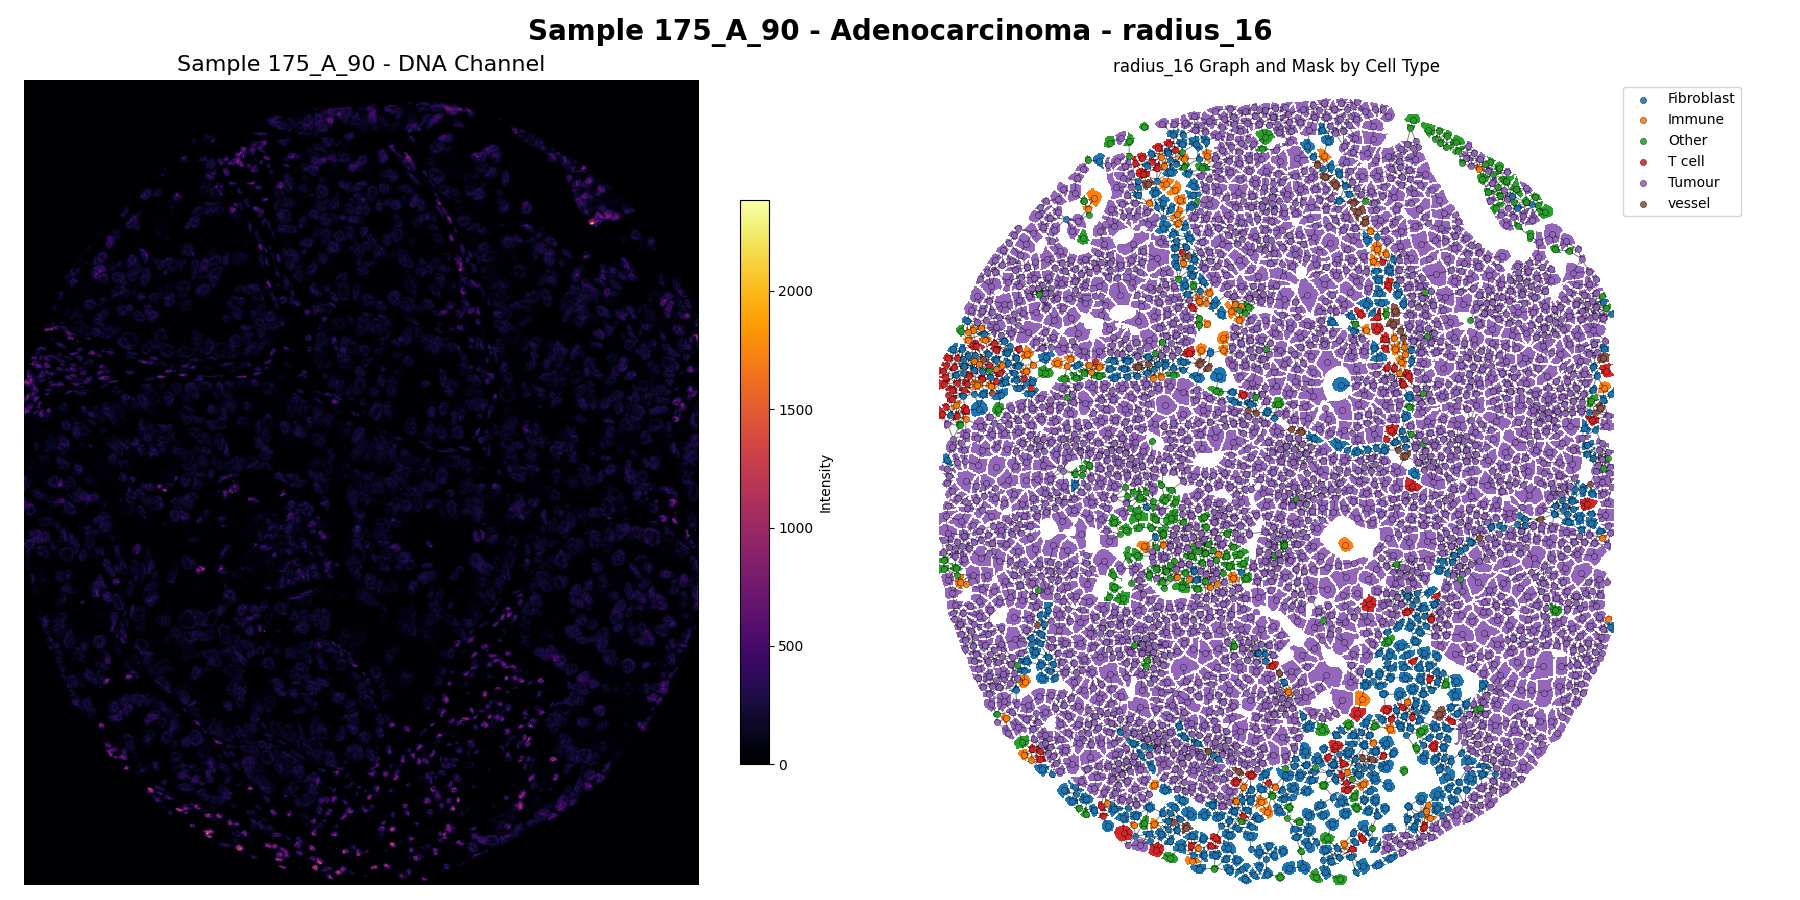 Sample 175_A_90 - Adenocarcinoma - radius_16
Sample 175_A_90 - DNA Channel
radius_16 Graph and Mask by Cell Type
Fibroblast
Immune
Other
T cell
Tumour
vessel
2000
1500
1000
500
0
Intensity